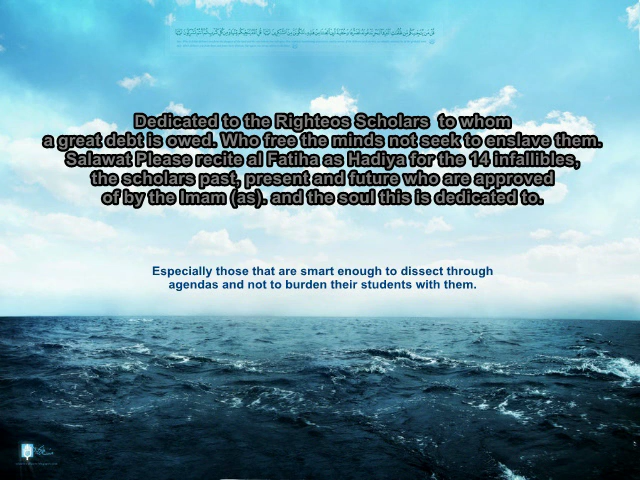 Dedicated to the Righteos Scholars to whom
a great debt is owed. Who free the minds not seek to enslave them.
Salawat Please recite al Fatiha as Hadiya for the 14 infallibles,
the scholars past, present and future who are approved
of by the Imam (as). and the soul this is dedicated to.
Especially those that are smart enough to dissect through
agendas and not to burden their students with them.